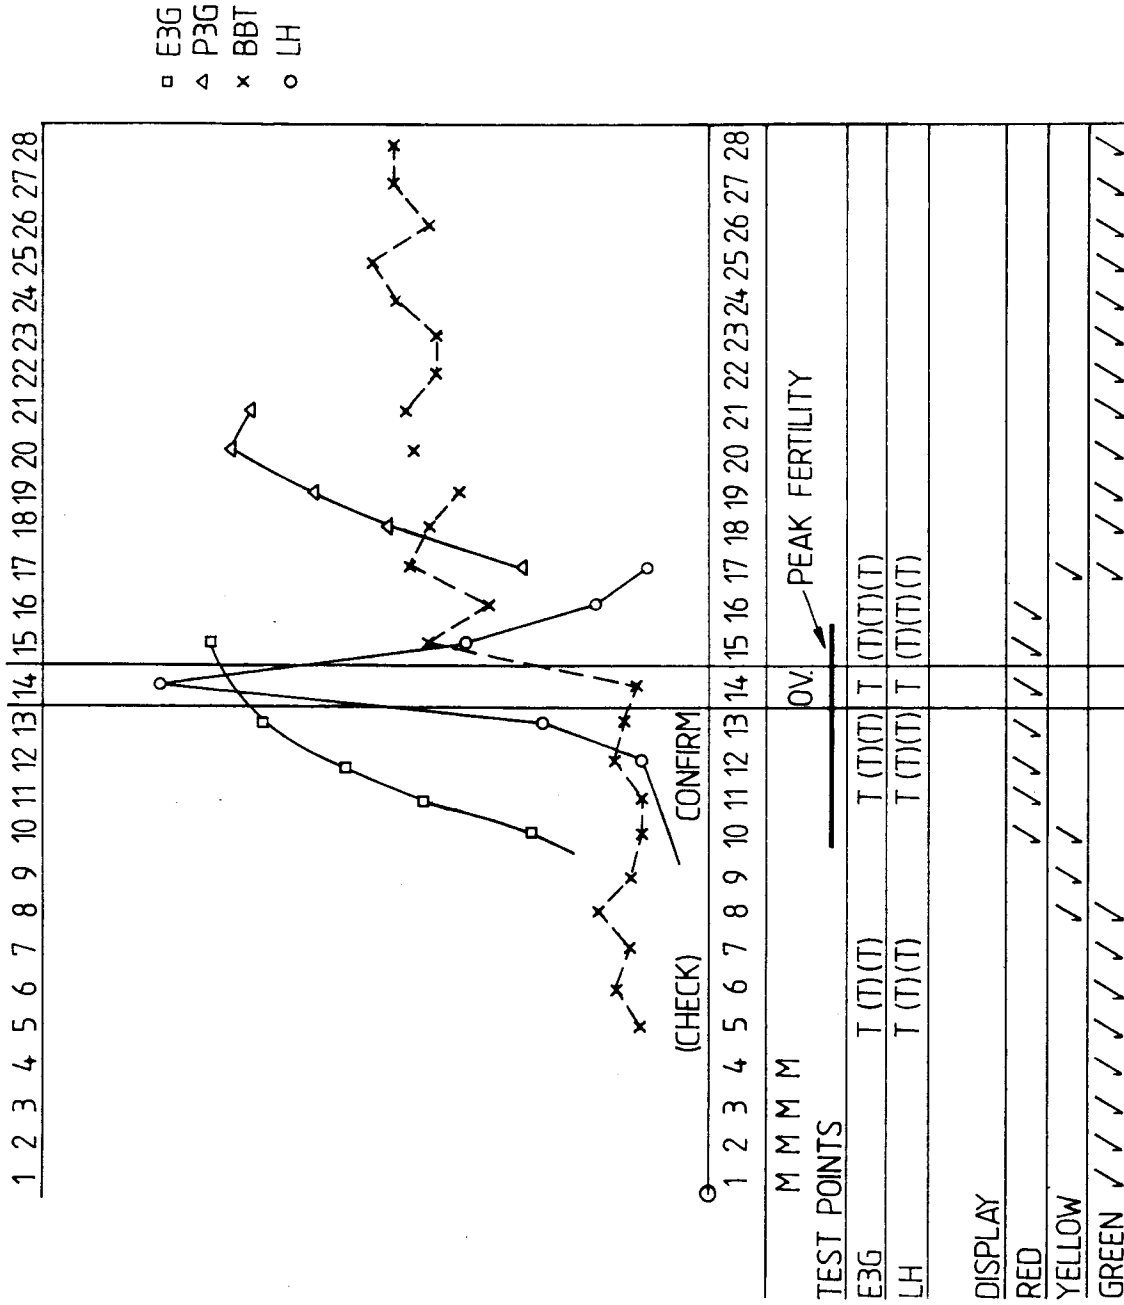 E3G
P3G
BBT
LH
1 2 3 4 5 6 7 8 9 10 11 12 13 14 15 16 17 18 19 20 21 22 23 24 25 26 27 28
(CHECK) CONFIRM
1 2 3 4 5 6 7 8 9 10 11 12 13 14 15 16 17 18 19 20 21 22 23 24 25 26 27 28
M M M M OV. PEAK FERTILITY
TEST POINTS
E3G T (T)(T) T (T)(T) T (T)(T)(T)
LH T (T)(T) T (T)(T) T (T)(T)(T)
DISPLAY
RED
YELLOW
GREEN